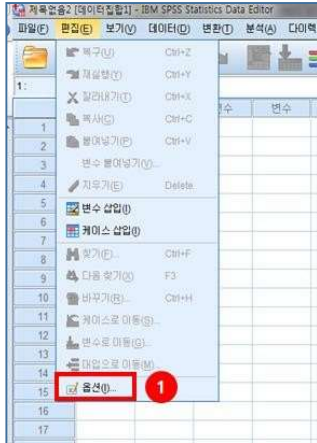 제목없음2 [데이터집합1] - IBM SPSS Statistics Data Editor
파일(F) 편집(E) 보기(V) 데이터(D) 변환(T) 분석(A) 다이렉
복구(U) Ctrl+Z
재실행(Y) Ctrl+Y
1: 잘라내기(T) Ctrl+X
복사(C) Ctrl+C
변수
1 붙여넣기(P) Ctrl+V
2
3 변수 붙여넣기(V)...
4 지우기(E) Delete
5 변수 삽입(I)
6 케이스 삽입(I)
7
8 찾기(F)... Ctrl+F
9 다음 찾기(X) F3
10 바꾸기(R)... Ctrl+H
11 케이스로 이동(S)...
12 변수로 이동(G)...
13
14 대입으로 이동(M)...
15 옵션(I)... 1
16
17